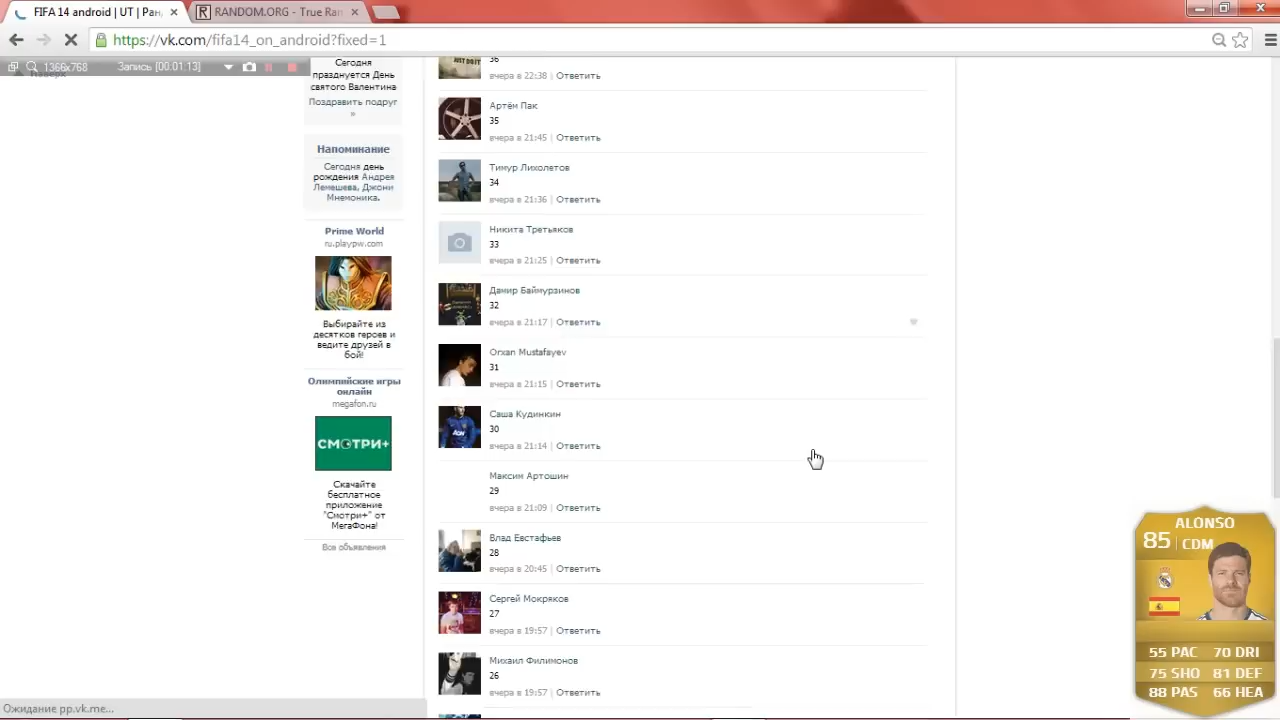 FIFA 14 android | UT | Ран,
RANDOM.ORG - True Ran
https://vk.com/fifa14_on_android?fixed=1
1366x768 Запись [00:01:13]
Сегодня
празднуется День
святого Валентина
Поздравить подруг
»
Напоминание
Сегодня день
рождения Андрея
Лемешева, Джони
Мнемоника.
Prime World
ru.playpw.com
Выбирайте из
десятков героев и
ведите друзей в
бой!
Олимпийские игры
онлайн
megafon.ru
СМОТРИ+
Скачайте
бесплатное
приложение
"Смотри+" от
МегаФона!
Все объявления
JUST DO IT
36
вчера в 22:38 | Ответить
Артём Пак
35
вчера в 21:45 | Ответить
Тимур Лихолетов
34
вчера в 21:36 | Ответить
Никита Третьяков
33
вчера в 21:25 | Ответить
Дамир Баймурзинов
32
вчера в 21:17 | Ответить
Orxan Mustafayev
31
вчера в 21:15 | Ответить
Саша Кудинкин
30
вчера в 21:14 | Ответить
Максим Артошин
29
вчера в 21:09 | Ответить
Влад Евстафьев
28
вчера в 20:45 | Ответить
Сергей Мокряков
27
вчера в 19:57 | Ответить
Михаил Филимонов
26
вчера в 19:57 | Ответить
ALONSO
85 CDM
55 PAC 70 DRI
75 SHO 81 DEF
88 PAS 66 HEA
Ожидание pp.vk.me...